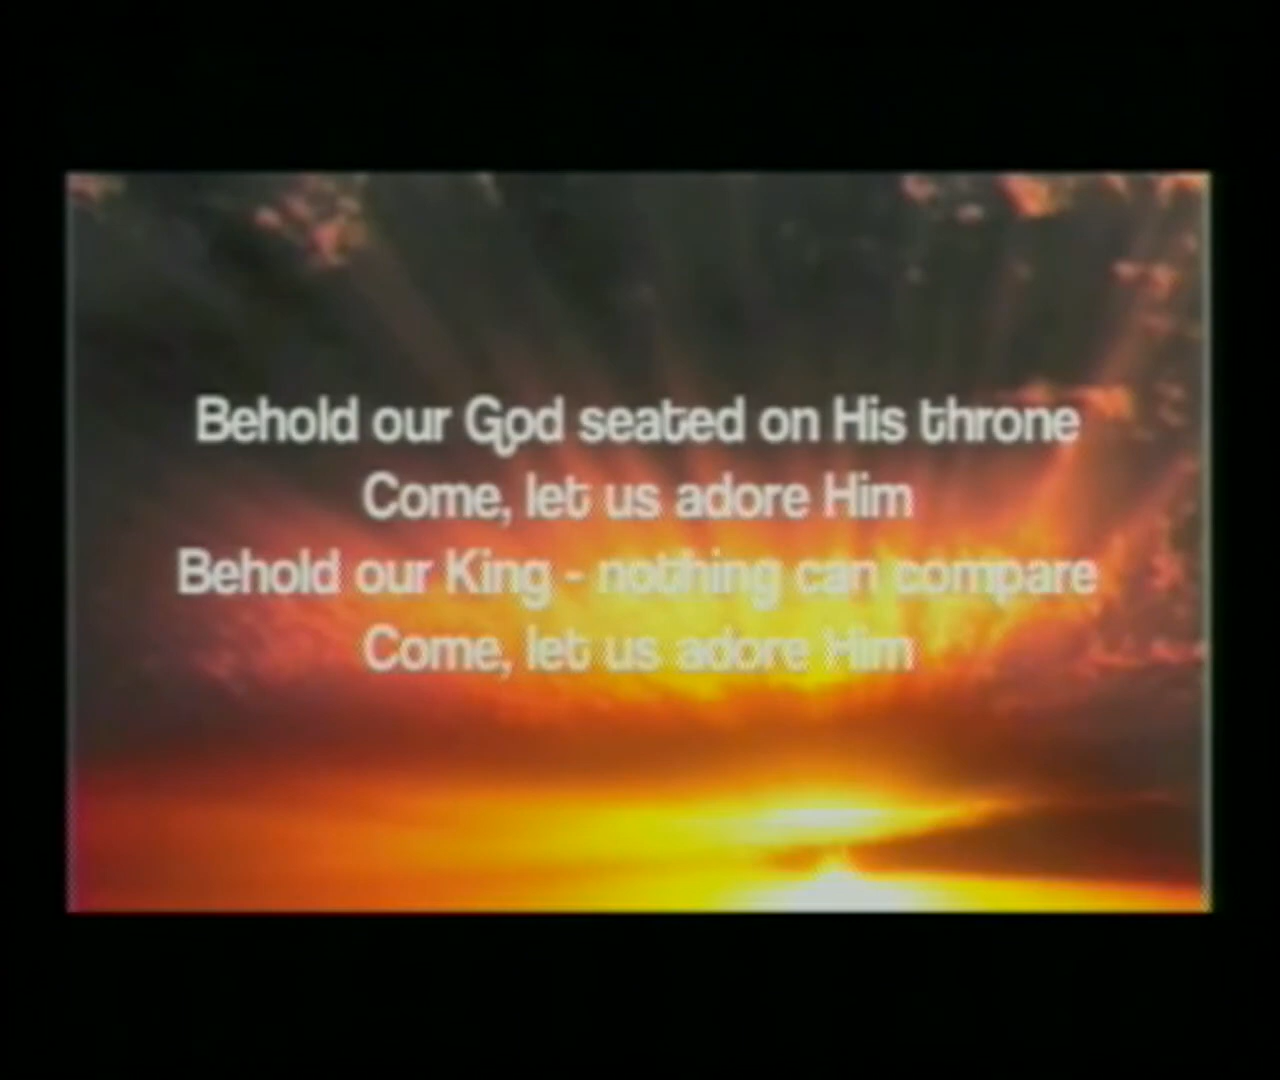 Behold our God seated on His throne
Come, let us adore Him
Behold our King - nothing can compare
Come, let us adore Him